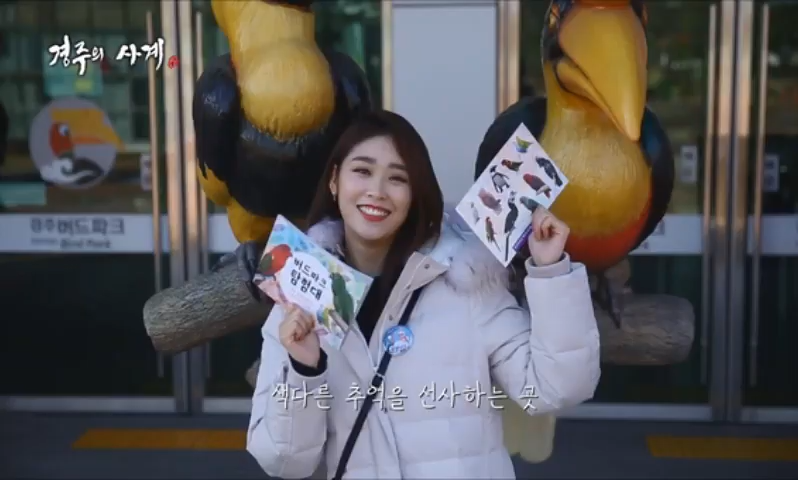 경주의 사계
경주 버드파크
Bird Park
버드파크
탐험대
색다른 추억을 선사하는 곳